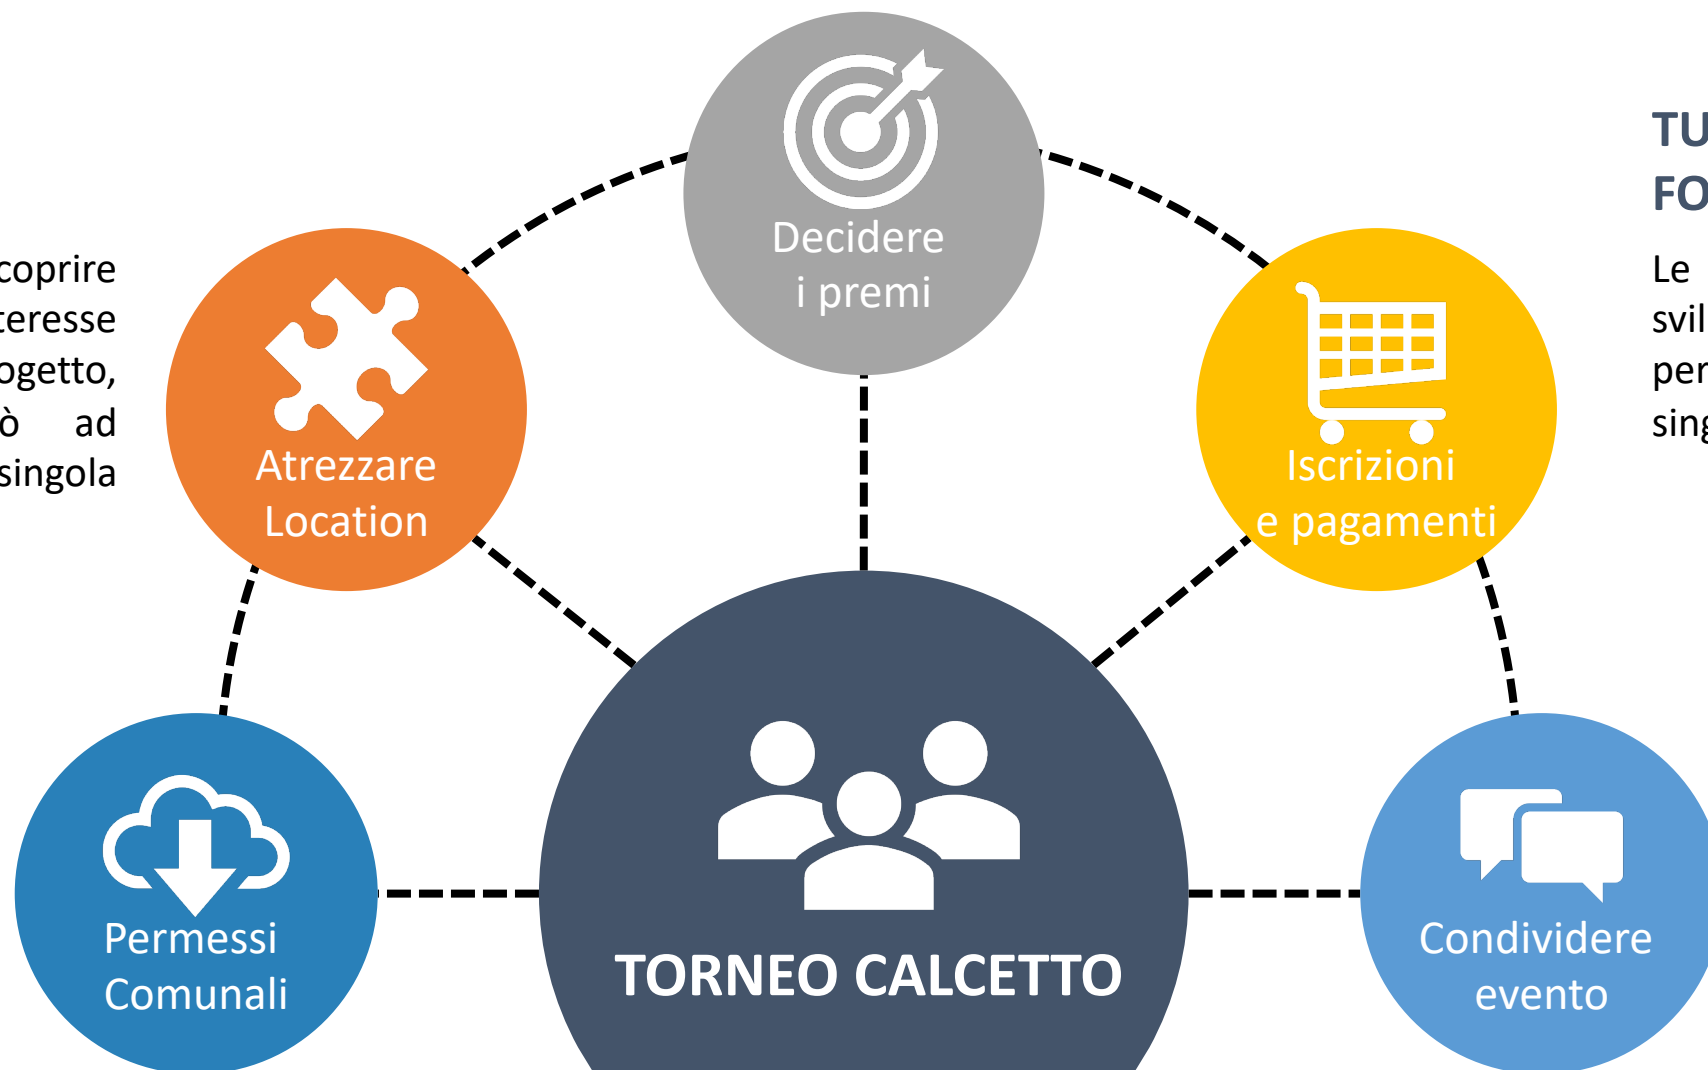 Decidere
i premi
TU
FO
coprire
teresse
ogetto,
ò ad
singola
Le
svil
per
sing
Atrezzare
Location
Iscrizioni
e pagamenti
Permessi
Comunali
TORNEO CALCETTO
Condividere
evento